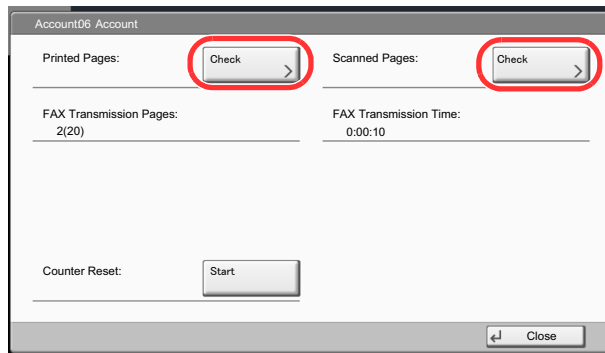 Account06 Account
Printed Pages: Check Scanned Pages: Check
FAX Transmission Pages: FAX Transmission Time:
2(20) 0:00:10
Counter Reset: Start
Close